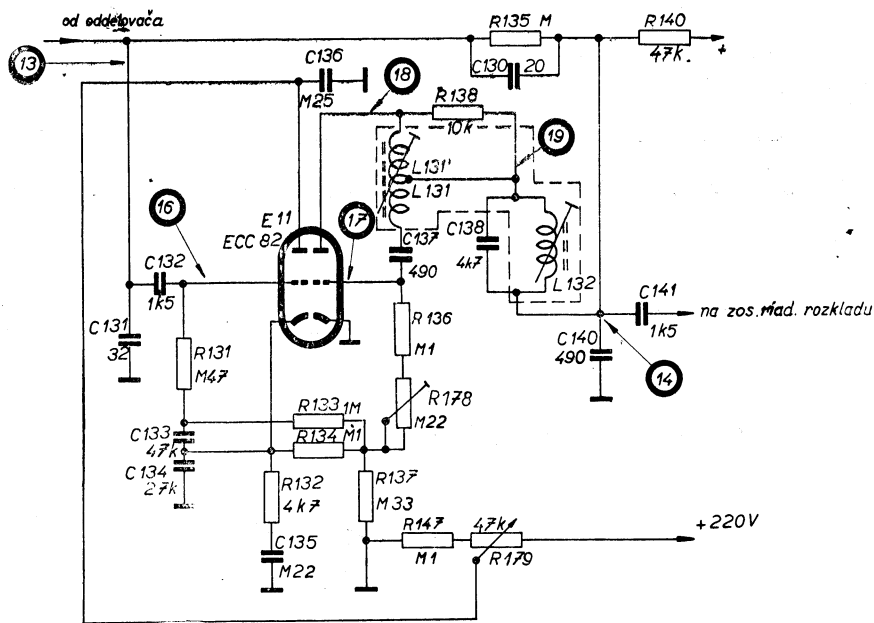 od oddeľovača
R135 M
R140
47k
+
13
C136
M25
C130 20
18
R138
10k
19
L131'
L131
16
E 11
ECC 82
17
C137
490
C138
4k7
L132
C132
1k5
C141
1k5
na zos. riad. rozkladu
C131
32
R131
M47
R136
M1
C140
490
14
R133 1M
R178
M22
C133
47k
R134 M1
C134
27k
R132
4k7
R137
M33
C135
M22
R147
M1
47k
R179
+220V